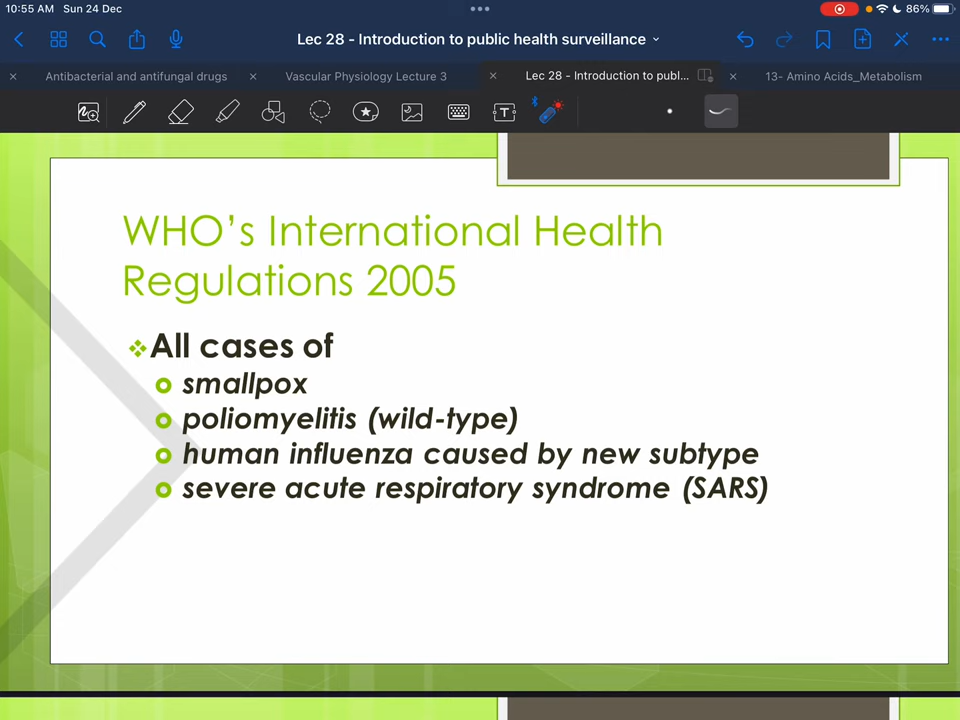 10:55 AM Sun 24 Dec
86%
Lec 28 - Introduction to public health surveillance
Antibacterial and antifungal drugs
Vascular Physiology Lecture 3
Lec 28 - Introduction to publ...
13- Amino Acids_Metabolism
T
WHO’s International Health
Regulations 2005
All cases of
smallpox
poliomyelitis (wild-type)
human influenza caused by new subtype
severe acute respiratory syndrome (SARS)